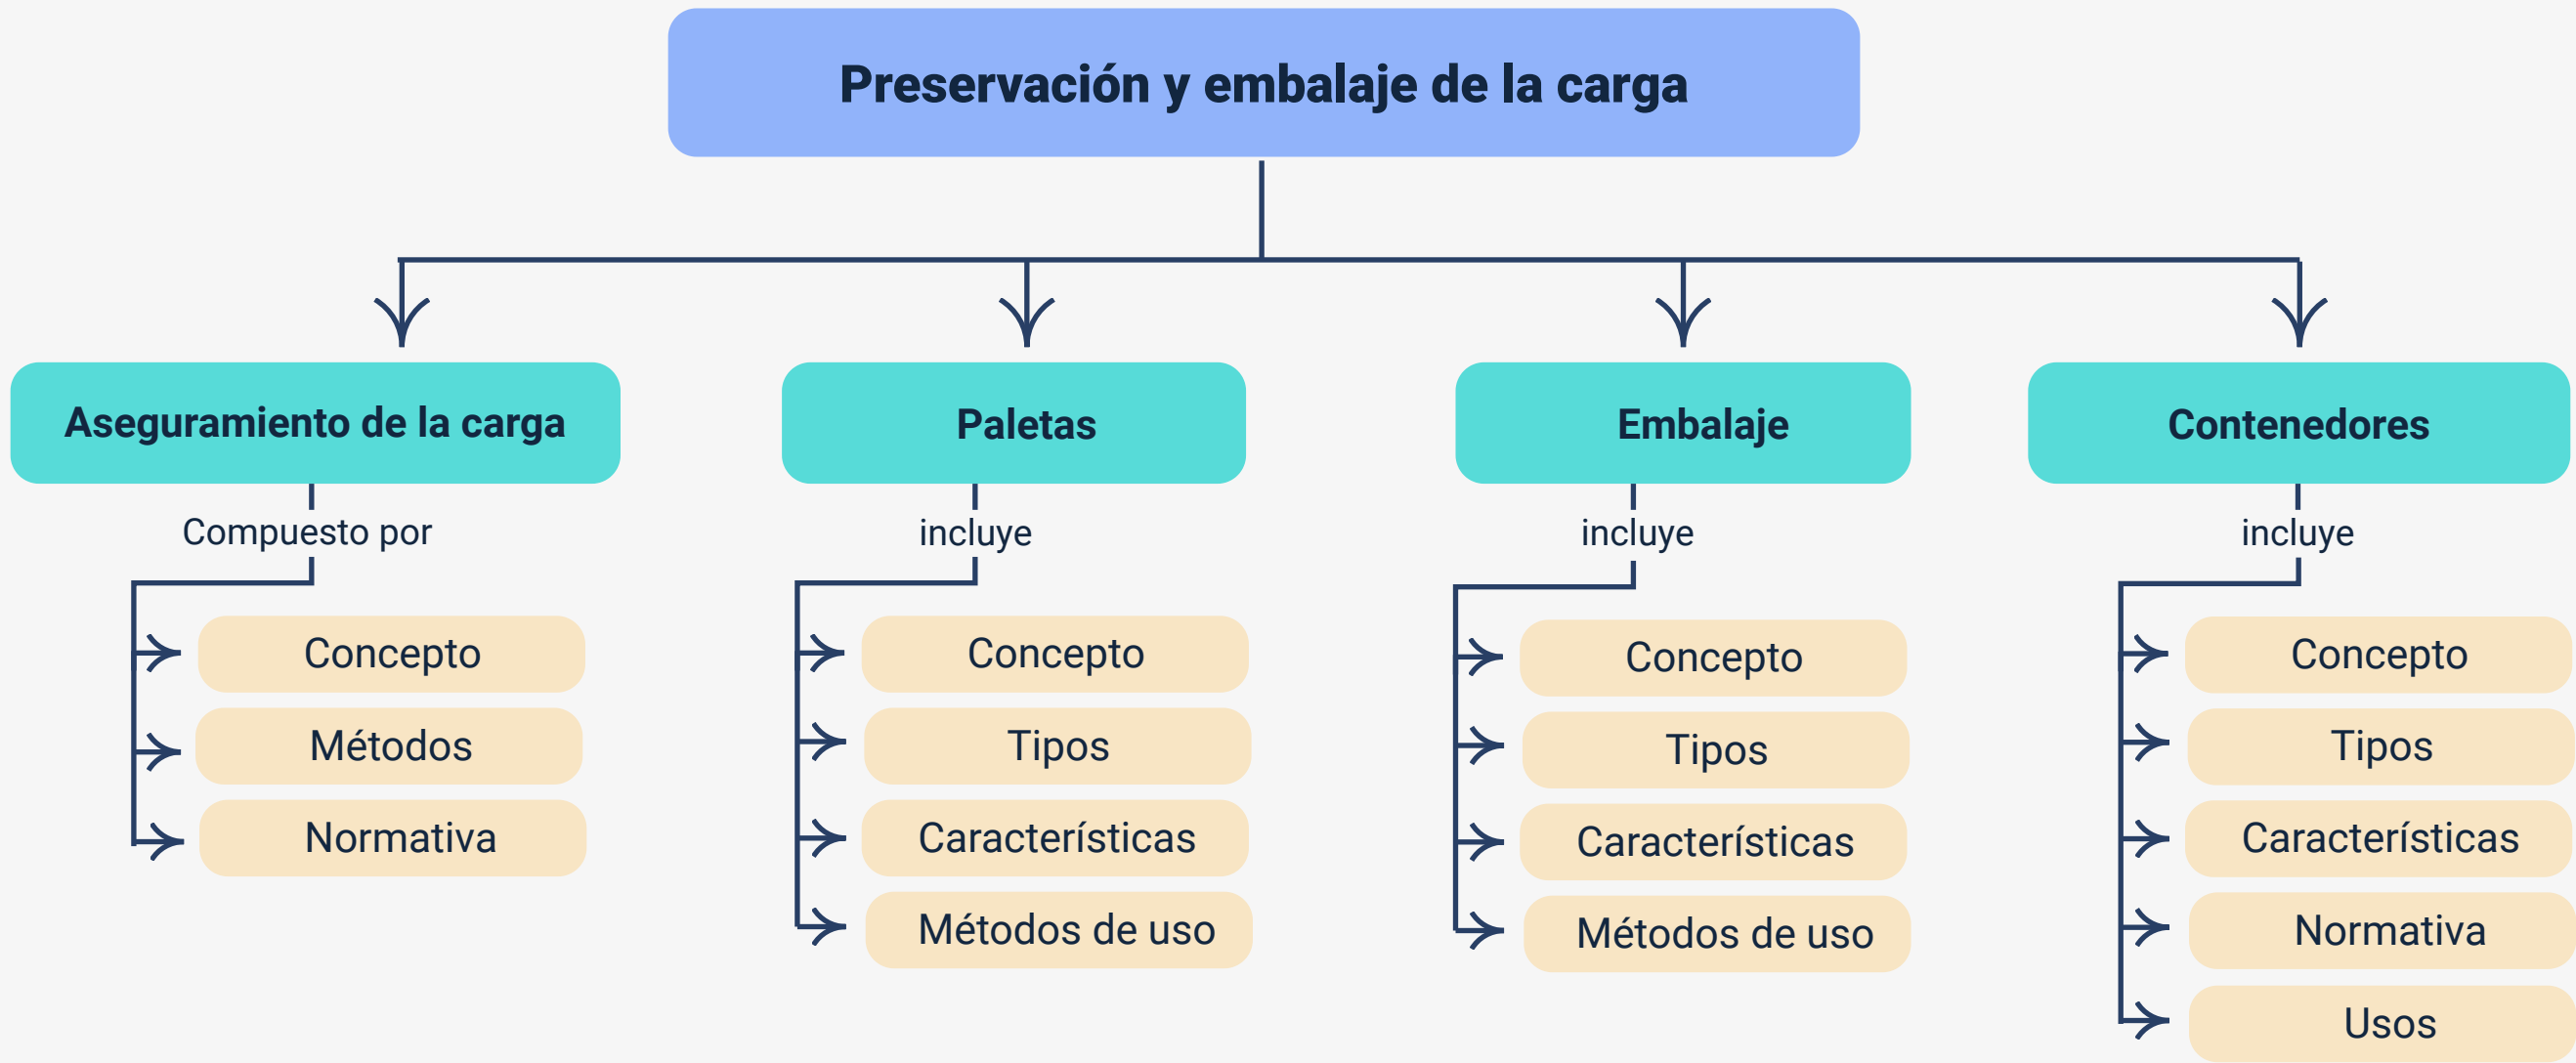 Preservación y embalaje de la carga
Aseguramiento de la carga
Compuesto por
Concepto
Métodos
Normativa
Paletas
incluye
Concepto
Tipos
Características
Métodos de uso
Embalaje
incluye
Concepto
Tipos
Características
Métodos de uso
Contenedores
incluye
Concepto
Tipos
Características
Normativa
Usos